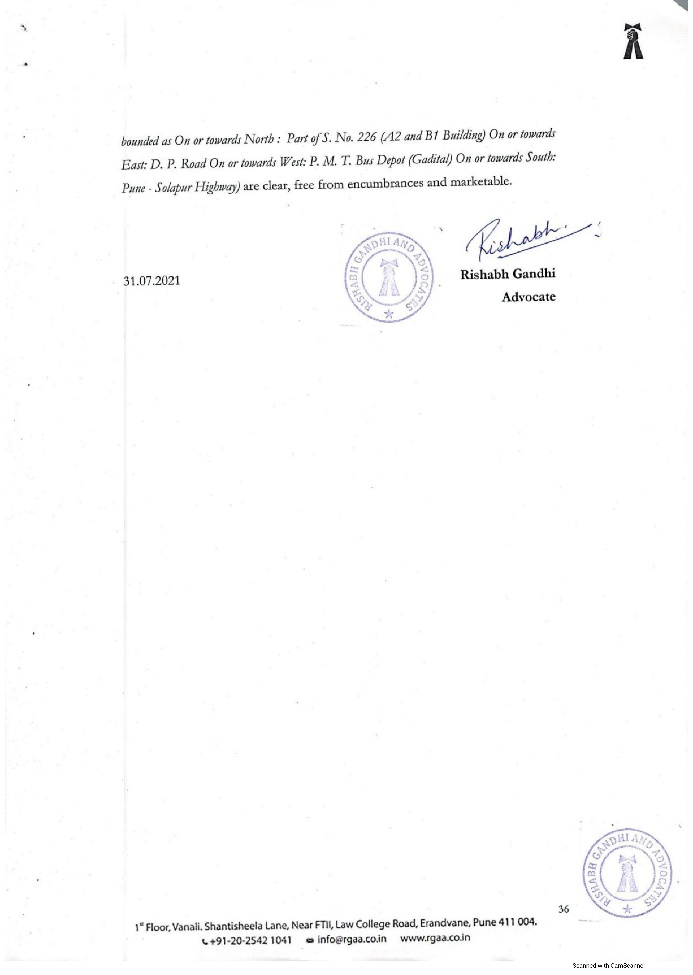 bounded as On or towards North : Part of S. No. 226 (A2 and B1 Building) On or towards
East: D. P. Road On or towards West: P. M. T. Bus Depot (Gadital) On or towards South:
Pune - Solapur Highway) are clear, free from encumbrances and marketable.
RISHABH GANDHI AND ADVOCATES
Rishabh.
31.07.2021
Rishabh Gandhi
Advocate
RISHABH GANDHI AND ADVOCATES
36
1st Floor, Vanali. Shantisheela Lane, Near FTII, Law College Road, Erandvane, Pune 411 004.
+91-20-2542 1041 info@rgaa.co.in www.rgaa.co.in
Scanned with CamScanner